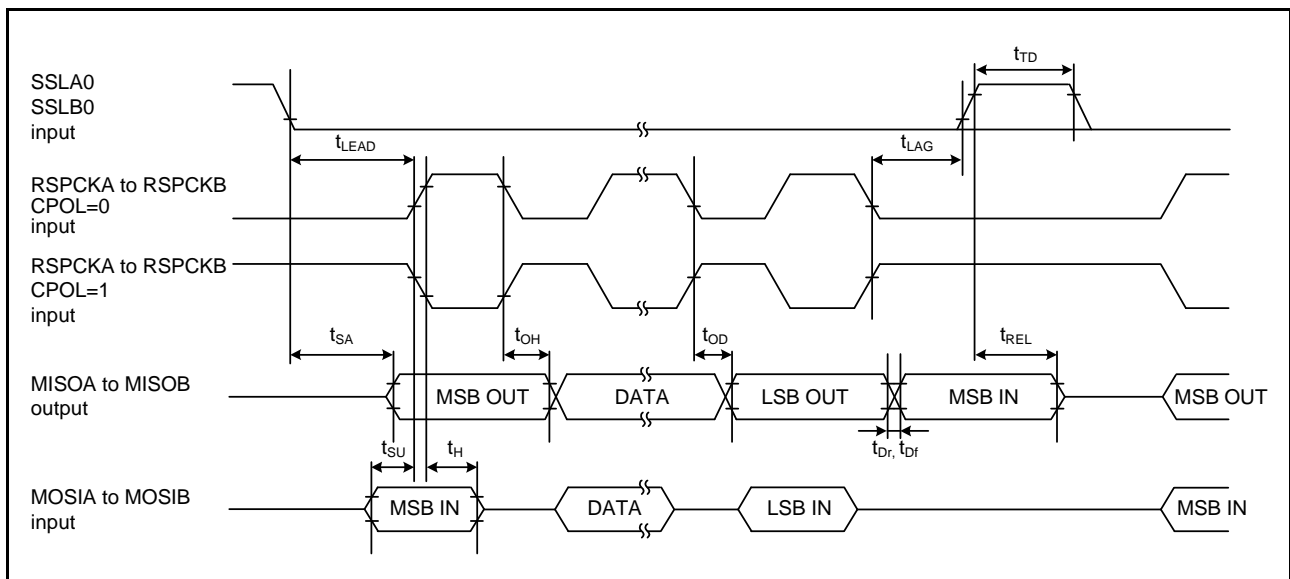 SSLA0
SSLB0
input
tTD
tLEAD
tLAG
RSPCKA to RSPCKB
CPOL=0
input
RSPCKA to RSPCKB
CPOL=1
input
tSA
tOH
tOD
tREL
MISOA to MISOB
output
MSB OUT
DATA
LSB OUT
MSB IN
MSB OUT
tSU
tH
tDr, tDf
MOSIA to MOSIB
input
MSB IN
DATA
LSB IN
MSB IN